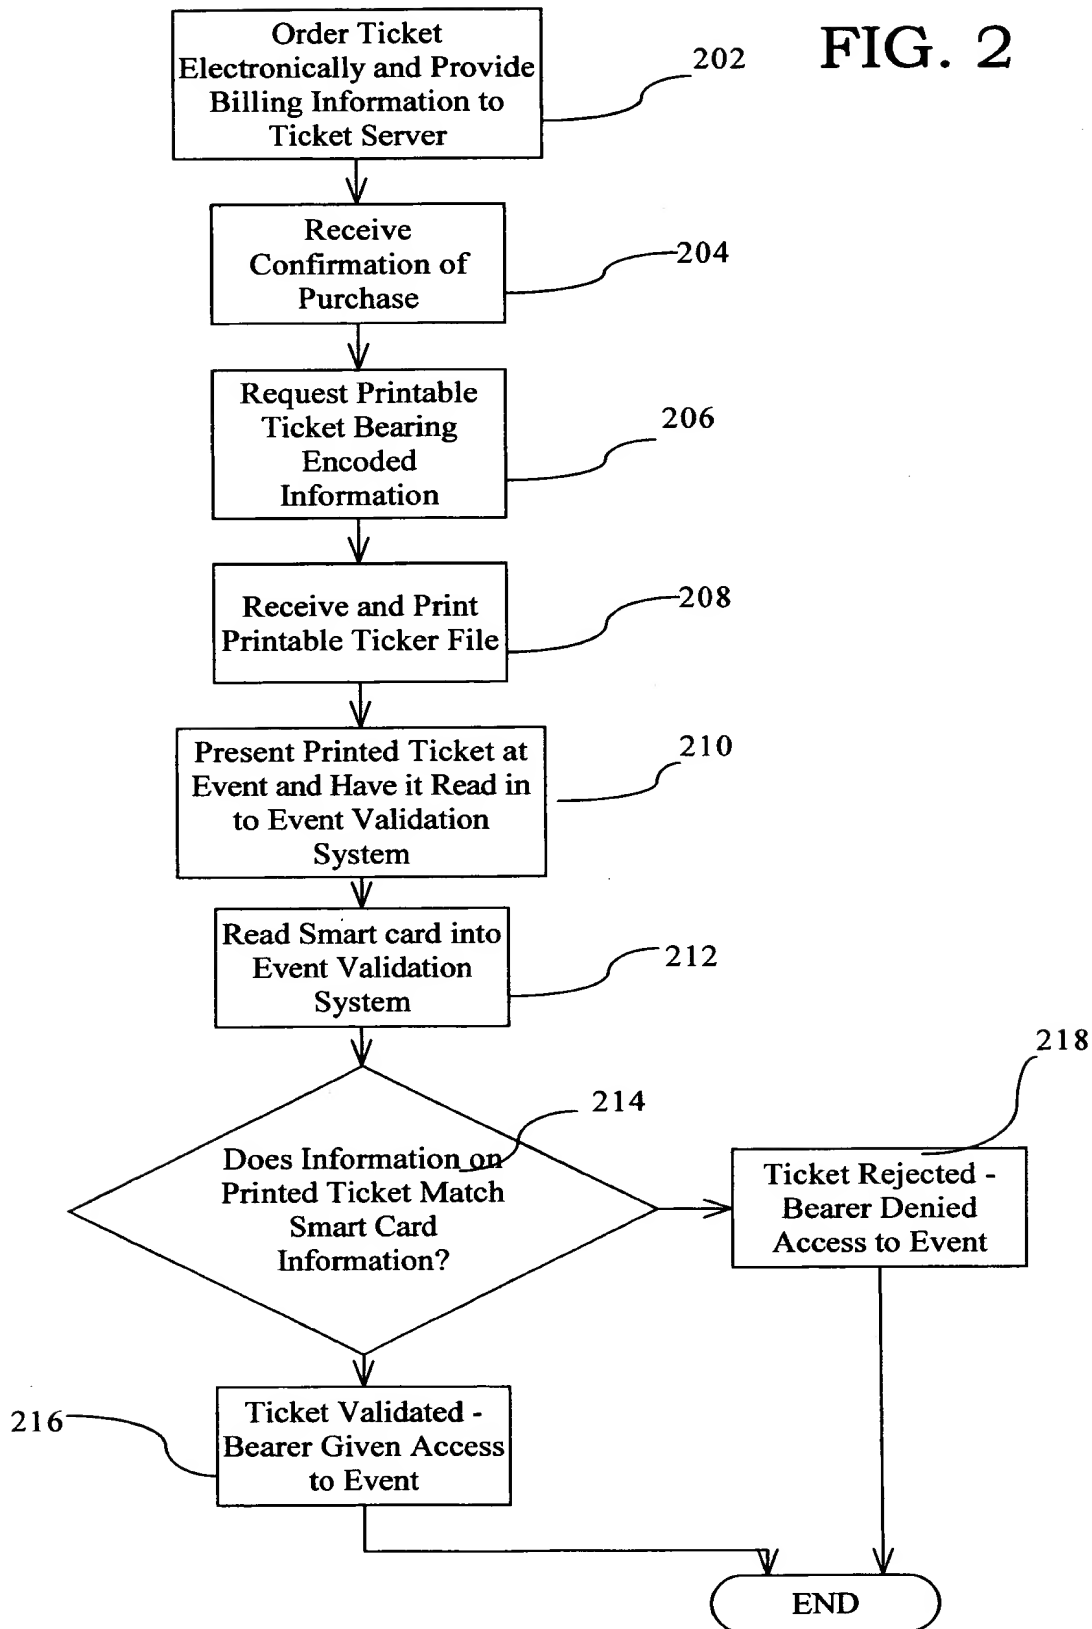 FIG. 2
Order Ticket
Electronically and Provide
Billing Information to
Ticket Server
202
Receive
Confirmation of
Purchase
204
Request Printable
Ticket Bearing
Encoded
Information
206
Receive and Print
Printable Ticker File
208
Present Printed Ticket at
Event and Have it Read in
to Event Validation
System
210
Read Smart card into
Event Validation
System
212
Does Information on
Printed Ticket Match
Smart Card
Information?
214
218
Ticket Rejected -
Bearer Denied
Access to Event
216
Ticket Validated -
Bearer Given Access
to Event
END